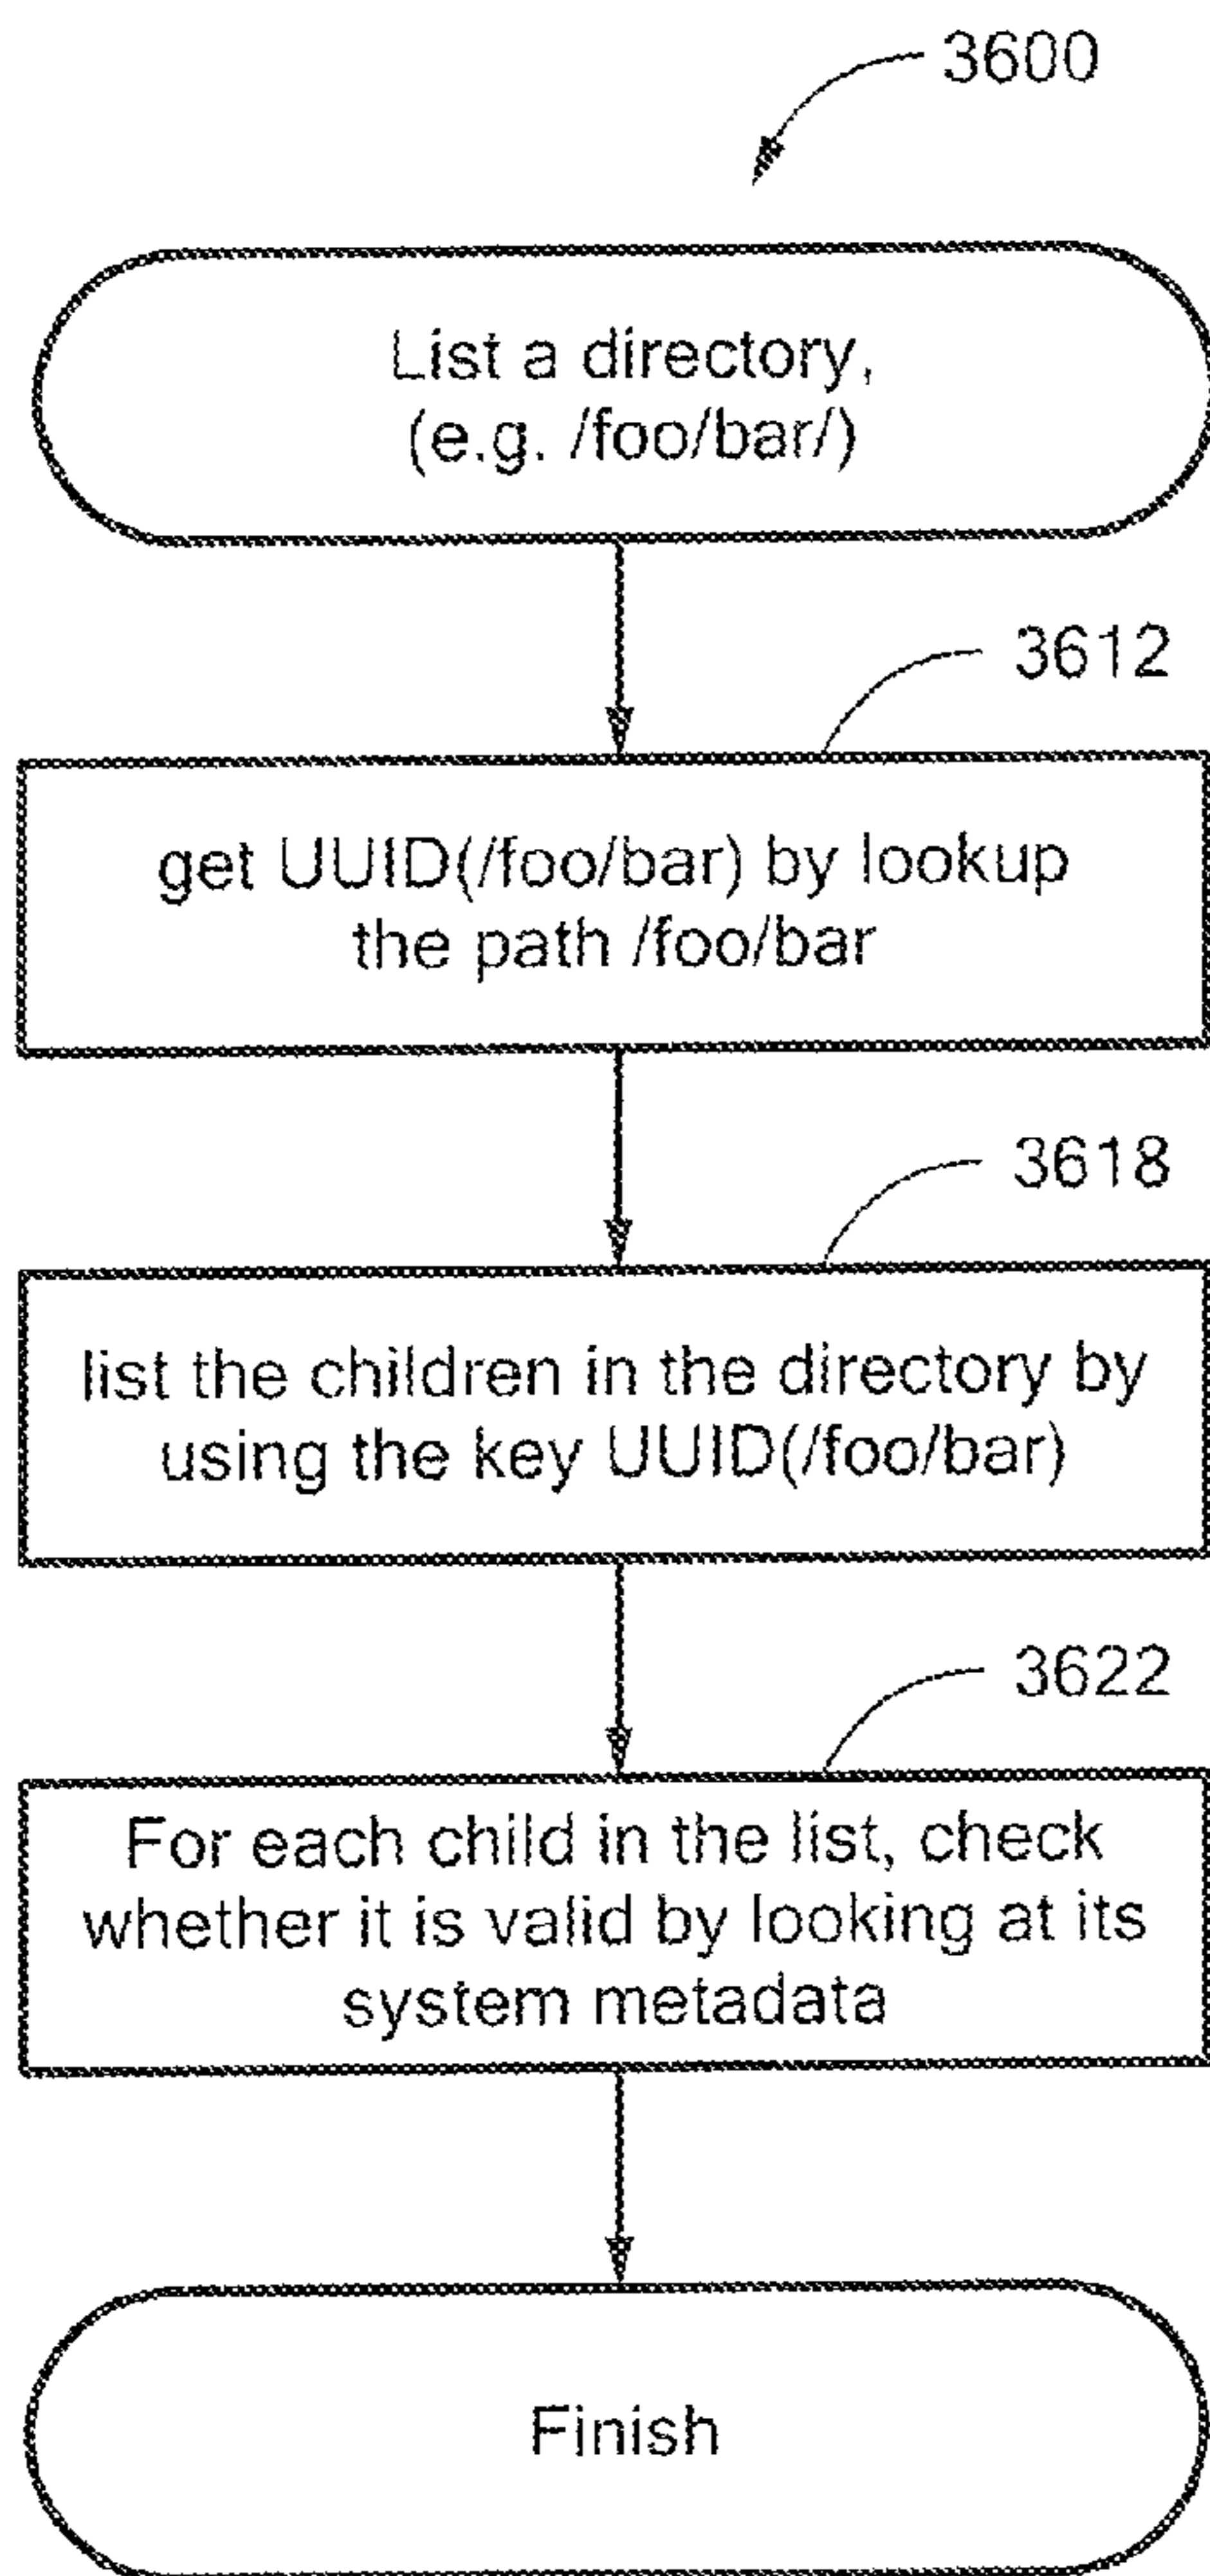 3600
List a directory,
(e.g. /foo/bar/)
3612
get UUID(/foo/bar) by lookup
the path /foo/bar
3618
list the children in the directory by
using the key UUID(/foo/bar)
3622
For each child in the list, check
whether it is valid by looking at its
system metadata
Finish